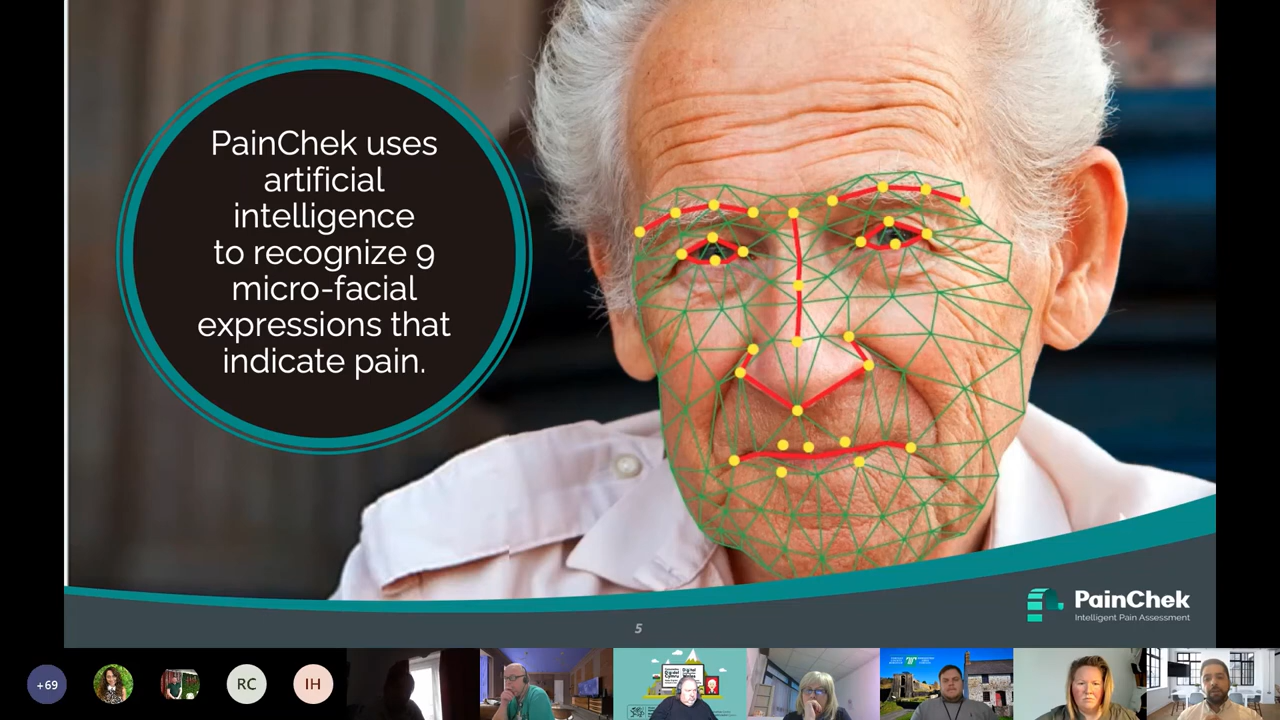 PainChek uses
artificial
intelligence
to recognize 9
micro-facial
expressions that
indicate pain.
PainChek
Intelligent Pain Assessment
5
+69
RC
IH